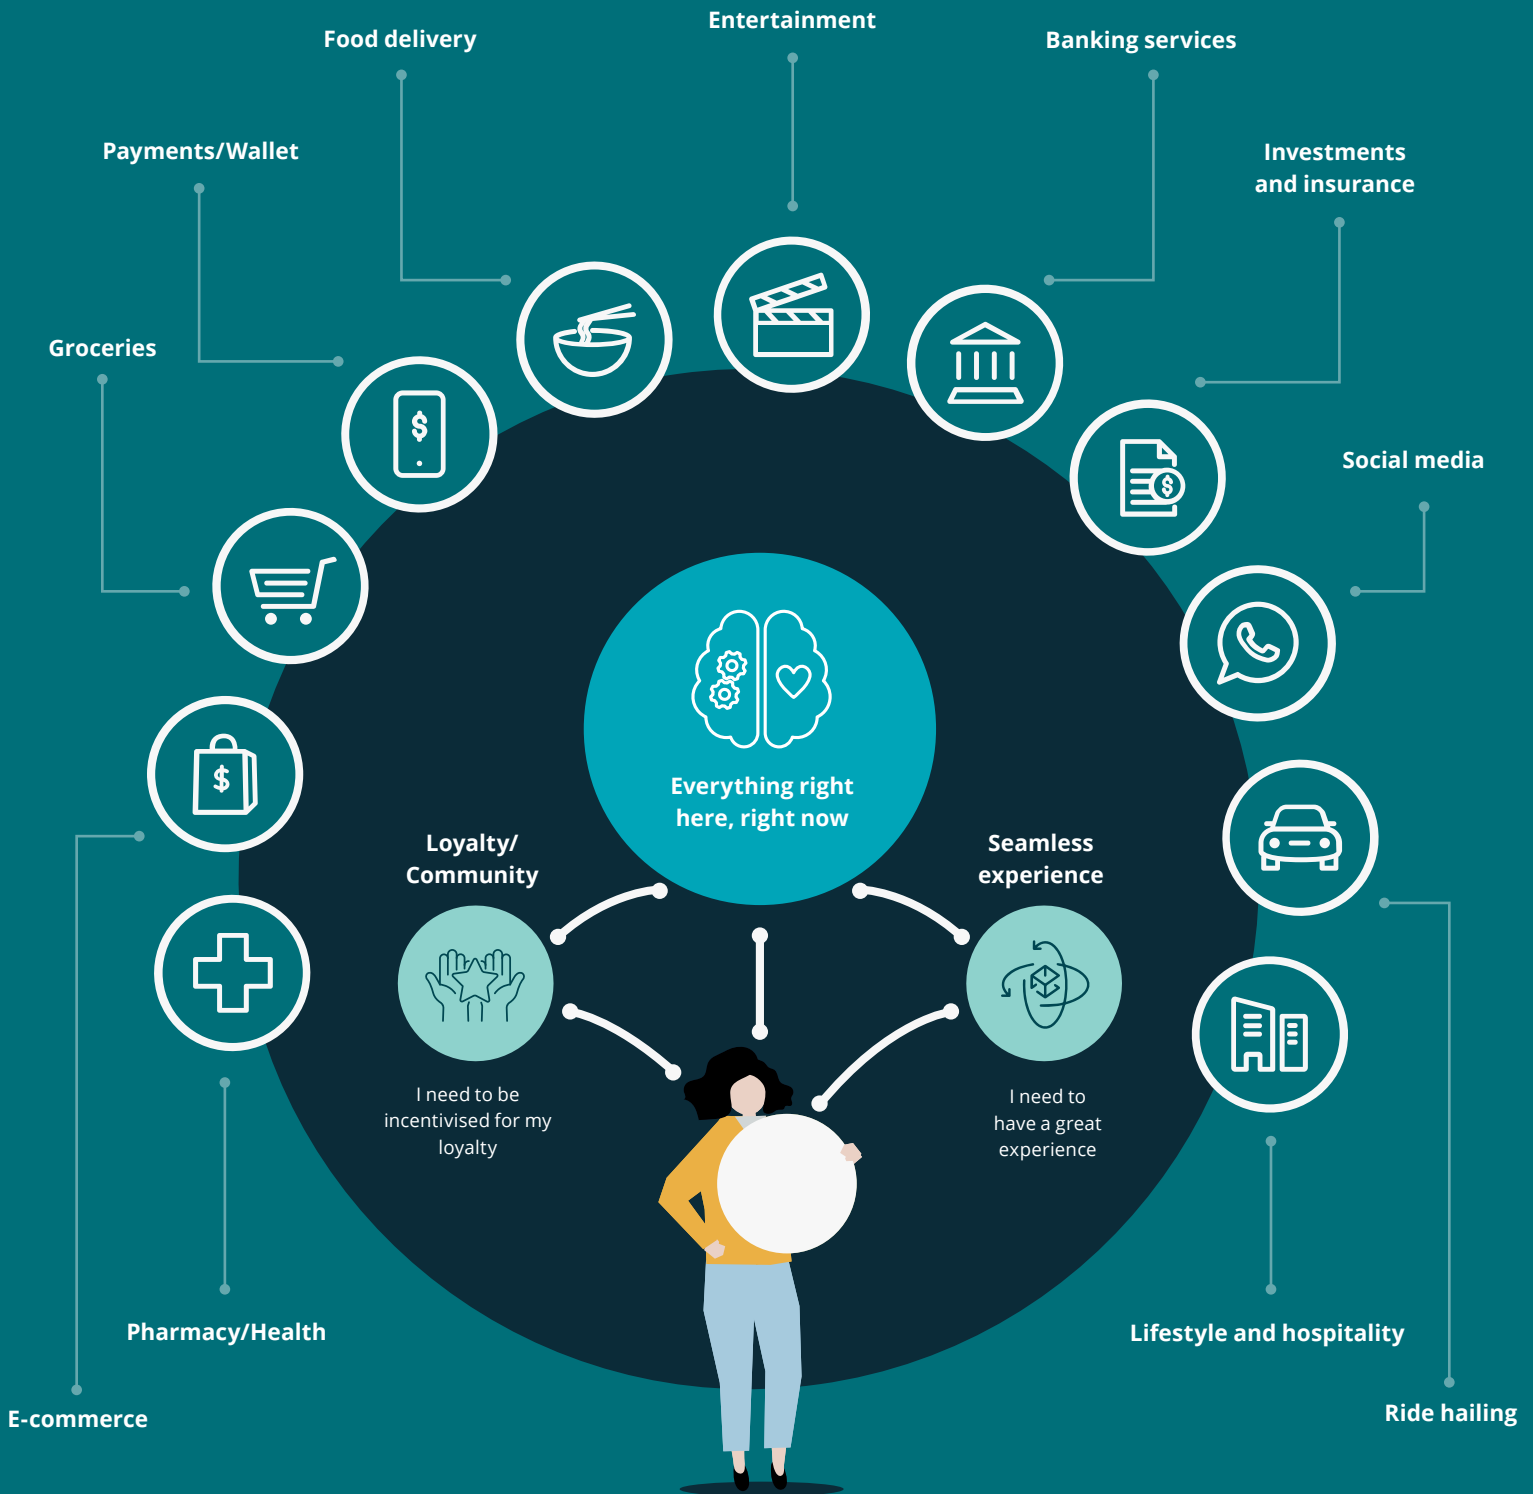 Entertainment
Food delivery
Banking services
Payments/Wallet
Investments
and insurance
Groceries
Social media
$
$
$
$
Everything right
here, right now
Loyalty/
Community
Seamless
experience
I need to be
incentivised for my
loyalty
I need to
have a great
experience
Pharmacy/Health
Lifestyle and hospitality
E-commerce
Ride hailing